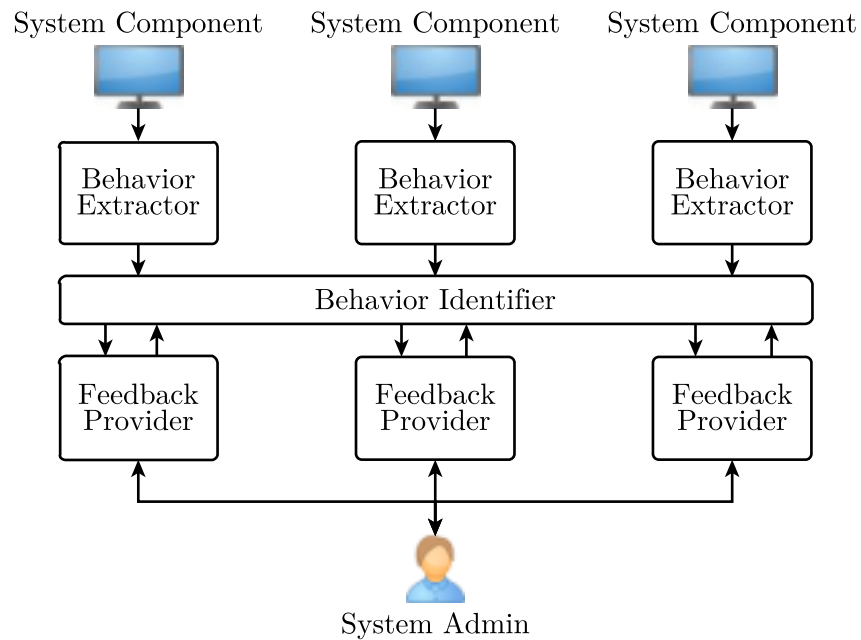 System Component
System Component
System Component
Behavior
Extractor
Behavior
Extractor
Behavior
Extractor
Behavior Identifier
Feedback
Provider
Feedback
Provider
Feedback
Provider
System Admin